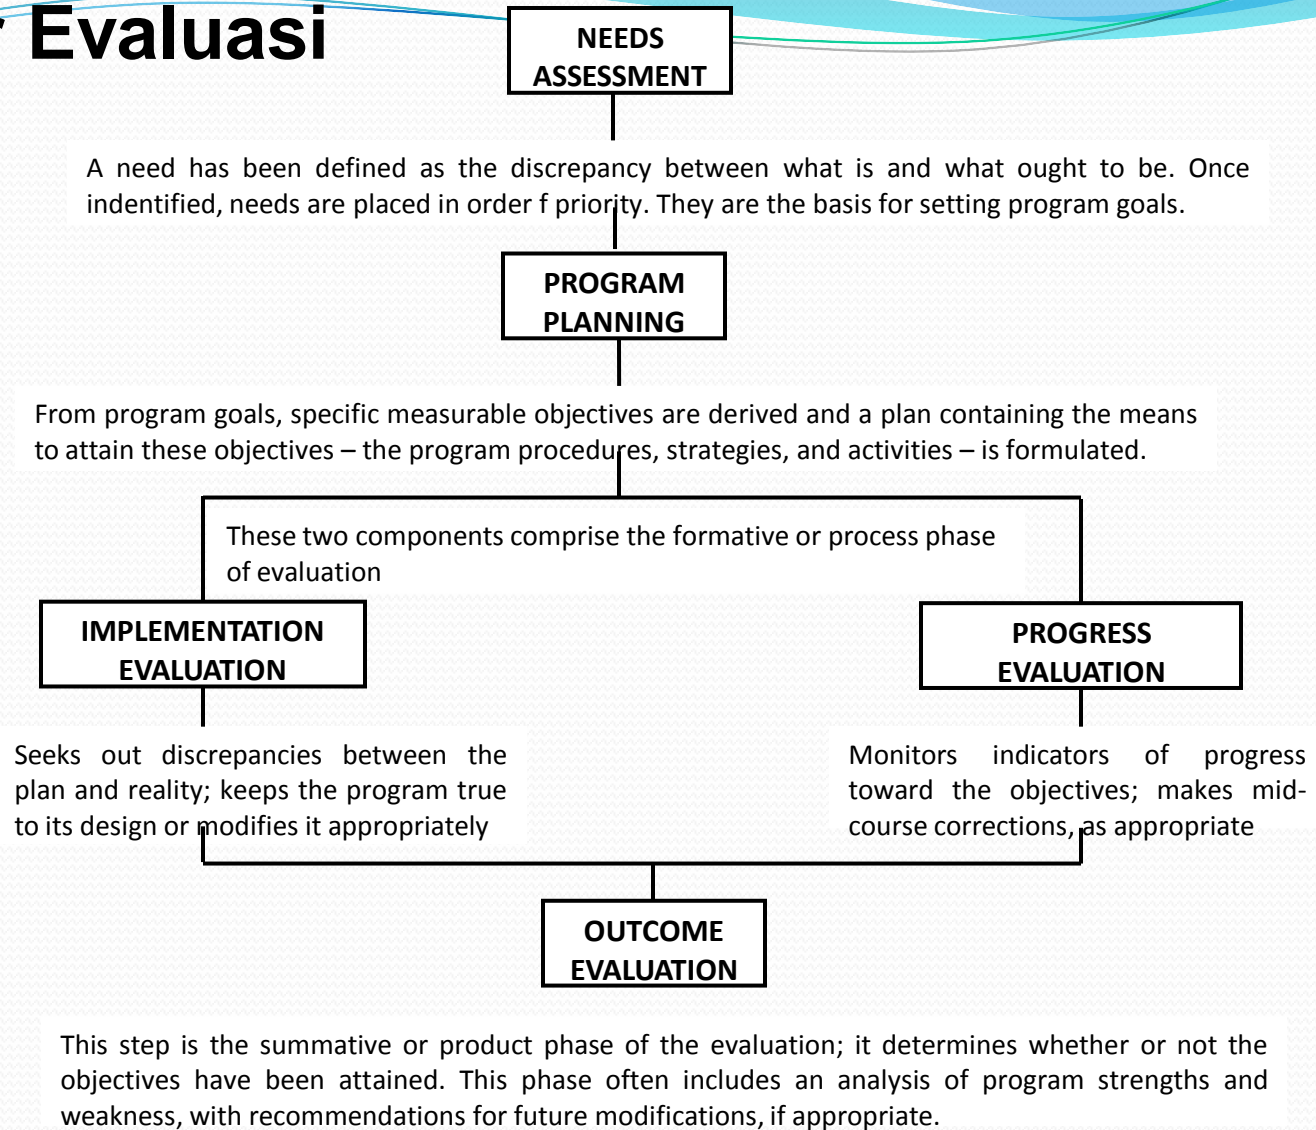 Evaluasi
NEEDS
ASSESSMENT
A need has been defined as the discrepancy between what is and what ought to be. Once
indentified, needs are placed in order f priority. They are the basis for setting program goals.
PROGRAM
PLANNING
From program goals, specific measurable objectives are derived and a plan containing the means
to attain these objectives – the program procedures, strategies, and activities – is formulated.
These two components comprise the formative or process phase
of evaluation
IMPLEMENTATION
EVALUATION
PROGRESS
EVALUATION
Seeks out discrepancies between the
plan and reality; keeps the program true
to its design or modifies it appropriately
Monitors indicators of progress
toward the objectives; makes mid-
course corrections, as appropriate
OUTCOME
EVALUATION
This step is the summative or product phase of the evaluation; it determines whether or not the
objectives have been attained. This phase often includes an analysis of program strengths and
weakness, with recommendations for future modifications, if appropriate.